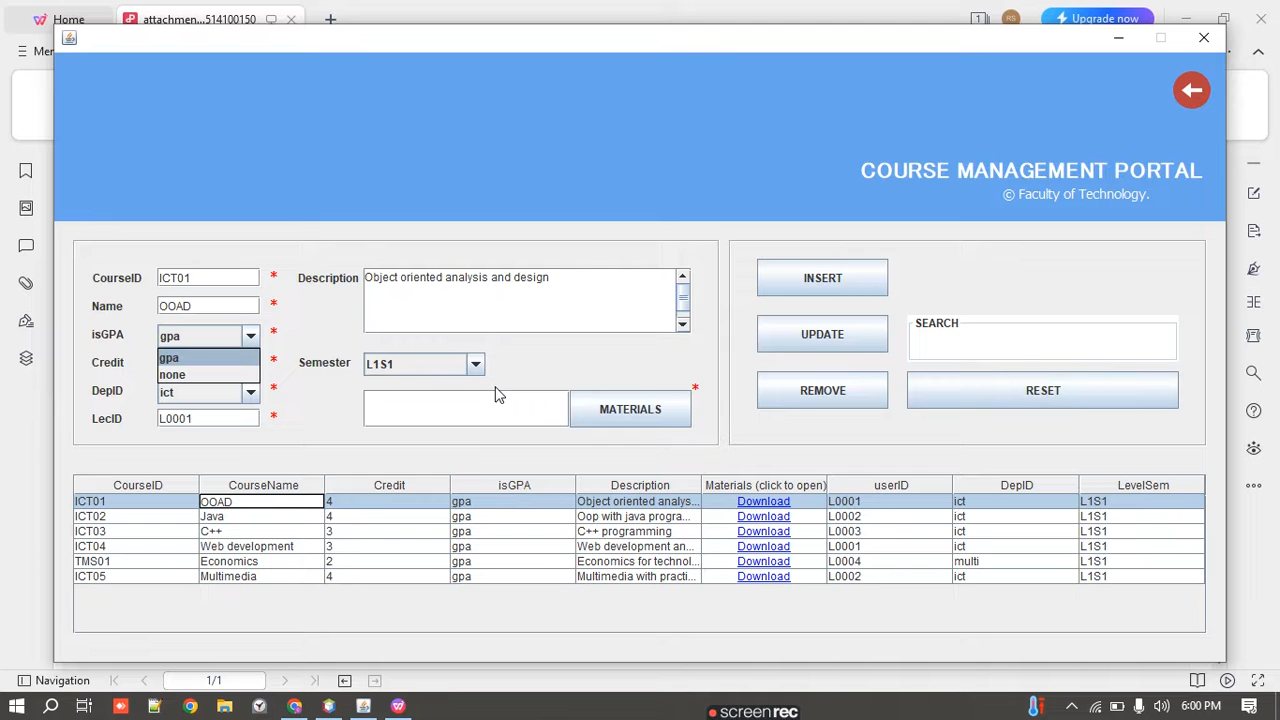 Home
attachment...514100150
1
RS
Upgrade now
Men
COURSE MANAGEMENT PORTAL
© Faculty of Technology.
CourseID ICT01 *
Name OOAD *
isGPA gpa *
gpa
none
Credit *
DepID ict *
LecID L0001 *
Description Object oriented analysis and design
Semester L1S1
MATERIALS *
INSERT
UPDATE
REMOVE
SEARCH
RESET
CourseID CourseName Credit isGPA Description Materials (click to open) userID DepID LevelSem
ICT01 OOAD 4 gpa Object oriented analys... Download L0001 ict L1S1
ICT02 Java 4 gpa Oop with java progra... Download L0002 ict L1S1
ICT03 C++ 3 gpa C++ programming Download L0003 ict L1S1
ICT04 Web development 3 gpa Web development an... Download L0001 ict L1S1
TMS01 Economics 2 gpa Economics for technol... Download L0004 multi L1S1
ICT05 Multimedia 4 gpa Multimedia with practi... Download L0002 ict L1S1
Navigation 1/1
screenrec
6:00 PM